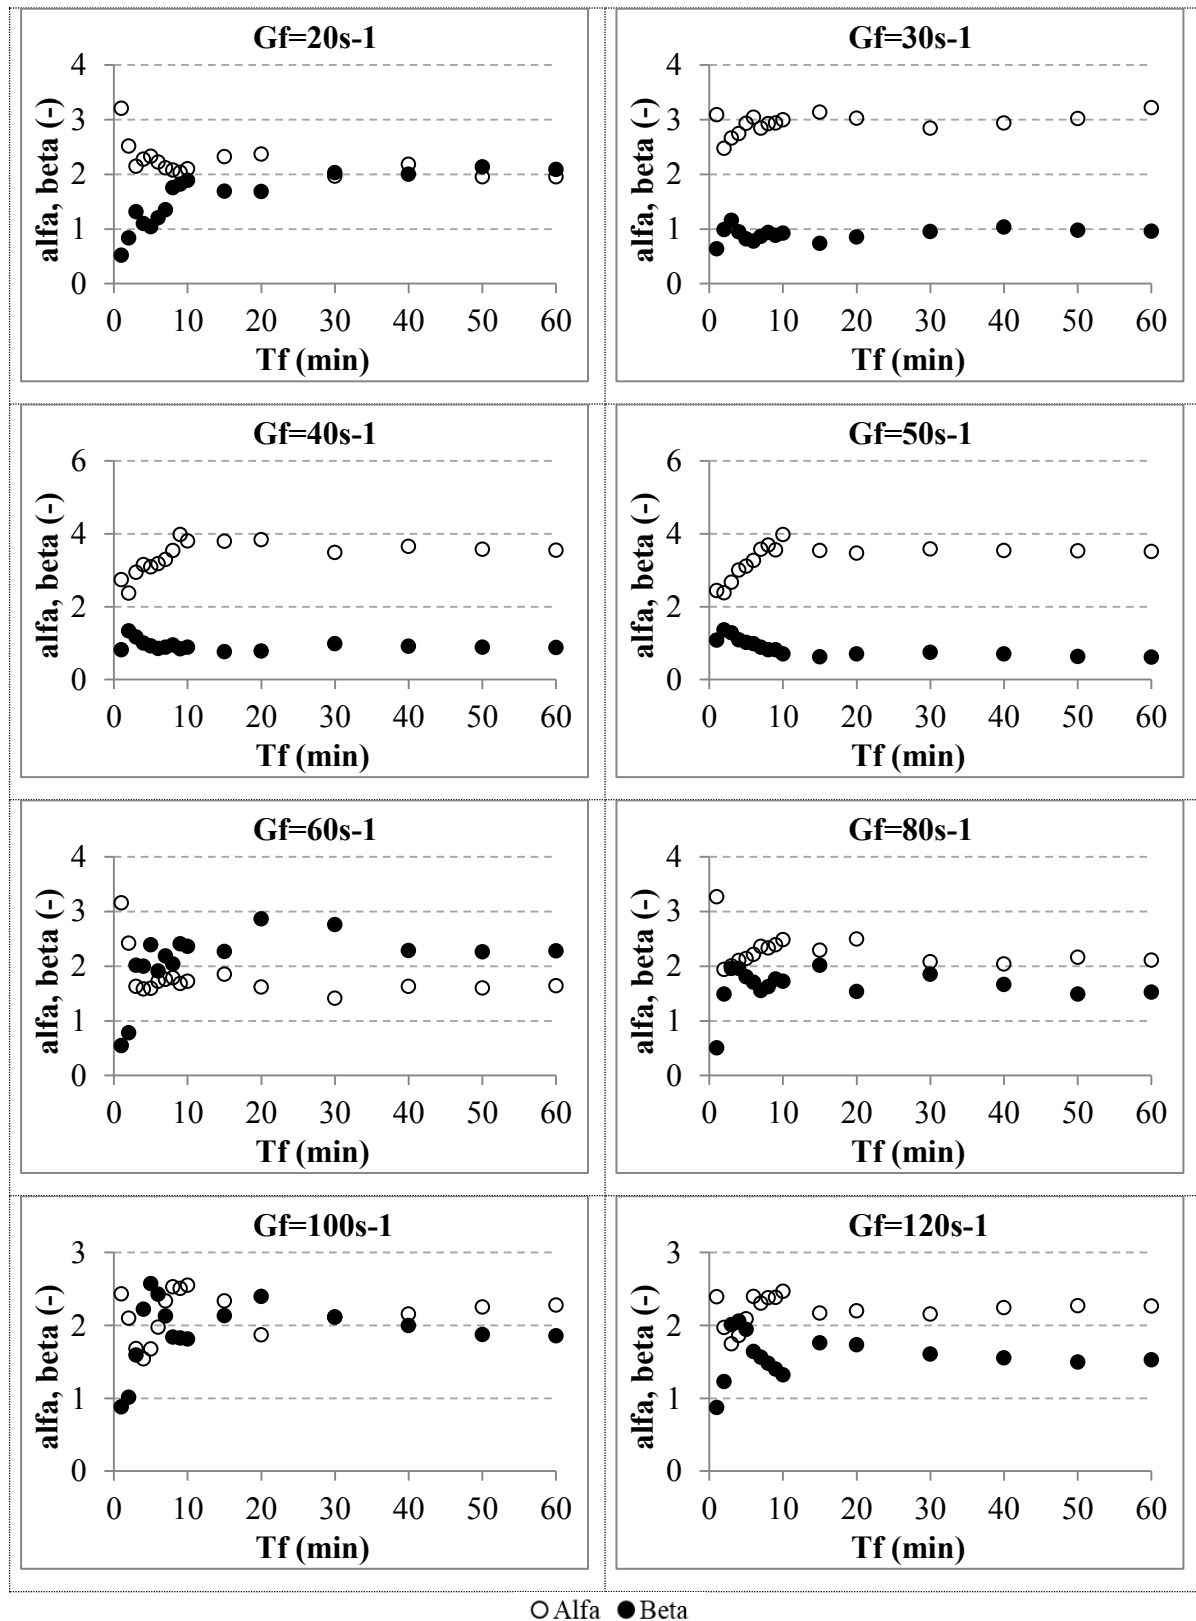 Gf=20s-1
4
3
2
1
0
alfa, beta (-)
0 10 20 30 40 50 60
Tf (min)
Gf=30s-1
4
3
2
1
0
alfa, beta (-)
0 10 20 30 40 50 60
Tf (min)
Gf=40s-1
6
4
2
0
alfa, beta (-)
0 10 20 30 40 50 60
Tf (min)
Gf=50s-1
6
4
2
0
alfa, beta (-)
0 10 20 30 40 50 60
Tf (min)
Gf=60s-1
4
3
2
1
0
alfa, beta (-)
0 10 20 30 40 50 60
Tf (min)
Gf=80s-1
4
3
2
1
0
alfa, beta (-)
0 10 20 30 40 50 60
Tf (min)
Gf=100s-1
3
2
1
0
alfa, beta (-)
0 10 20 30 40 50 60
Tf (min)
Gf=120s-1
3
2
1
0
alfa, beta (-)
0 10 20 30 40 50 60
Tf (min)
Alfa Beta